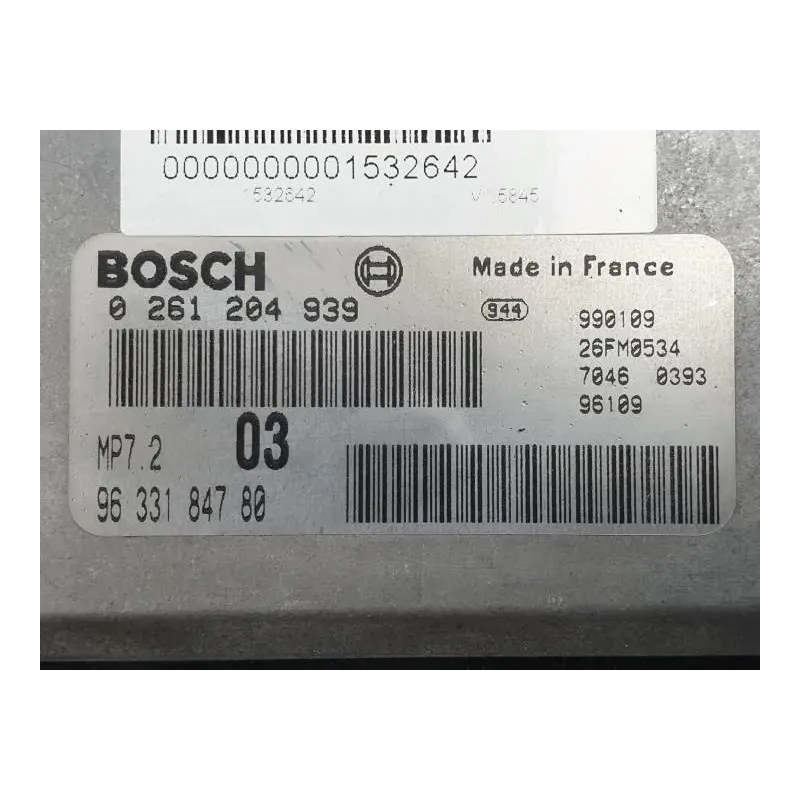 0000000001532642
1532642
BOSCH
Made in France
0 261 204 939
944
990109
26FM0534
7046 0393
96109
MP7.2
03
96 331 847 80